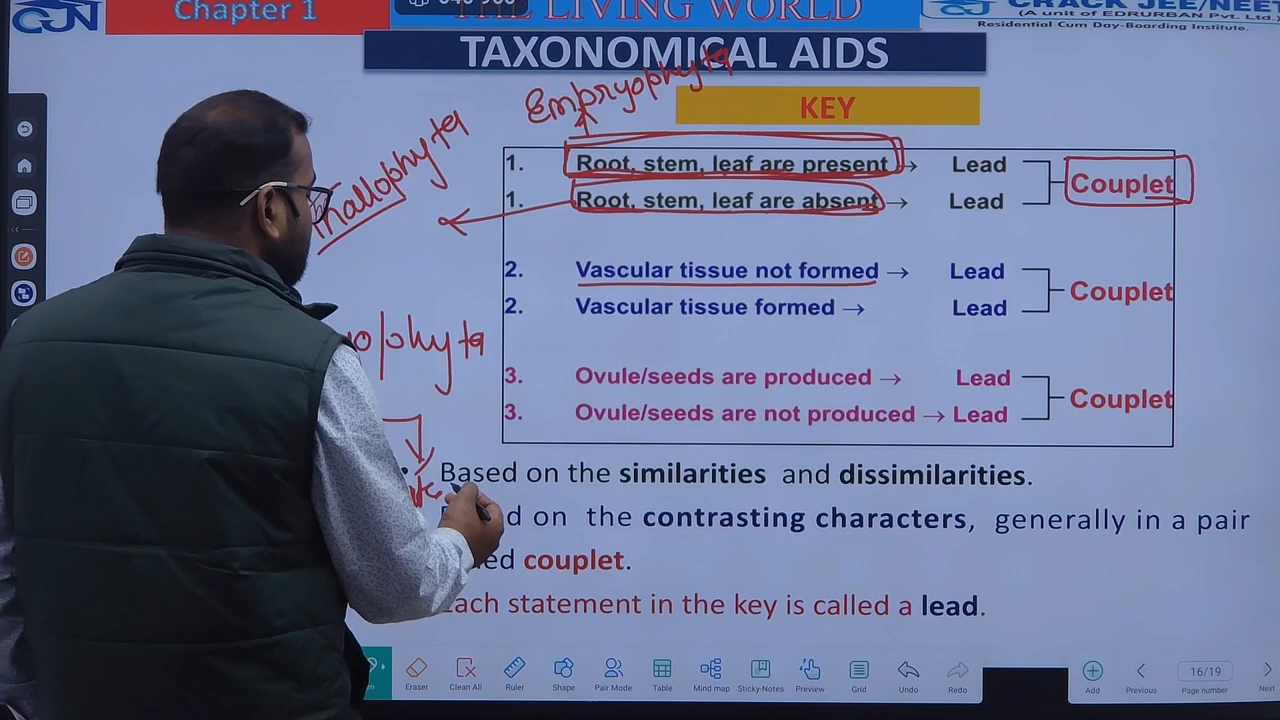 Chapter 1
THE LIVING WORLD
CRACK JEE/NEET
(A unit of EDRURBAN Pvt. Ltd.)
Residential Cum Day-Boarding Institute.
TAXONOMICAL AIDS
Embryophyta
KEY
Thallophyta
1. Root, stem, leaf are present → Lead
Couplet
1. Root, stem, leaf are absent → Lead
2. Vascular tissue not formed → Lead
Couplet
2. Vascular tissue formed → Lead
ophyta
3. Ovule/seeds are produced → Lead
Couplet
3. Ovule/seeds are not produced → Lead
Based on the similarities and dissimilarities.
on the contrasting characters, generally in a pair
couplet.
Each statement in the key is called a lead.
Eraser
Clean All
Ruler
Shape
Pair Mode
Table
Mind map
Sticky-Notes
Preview
Grid
Undo
Redo
Add
Previous
16/19
Page number
Next